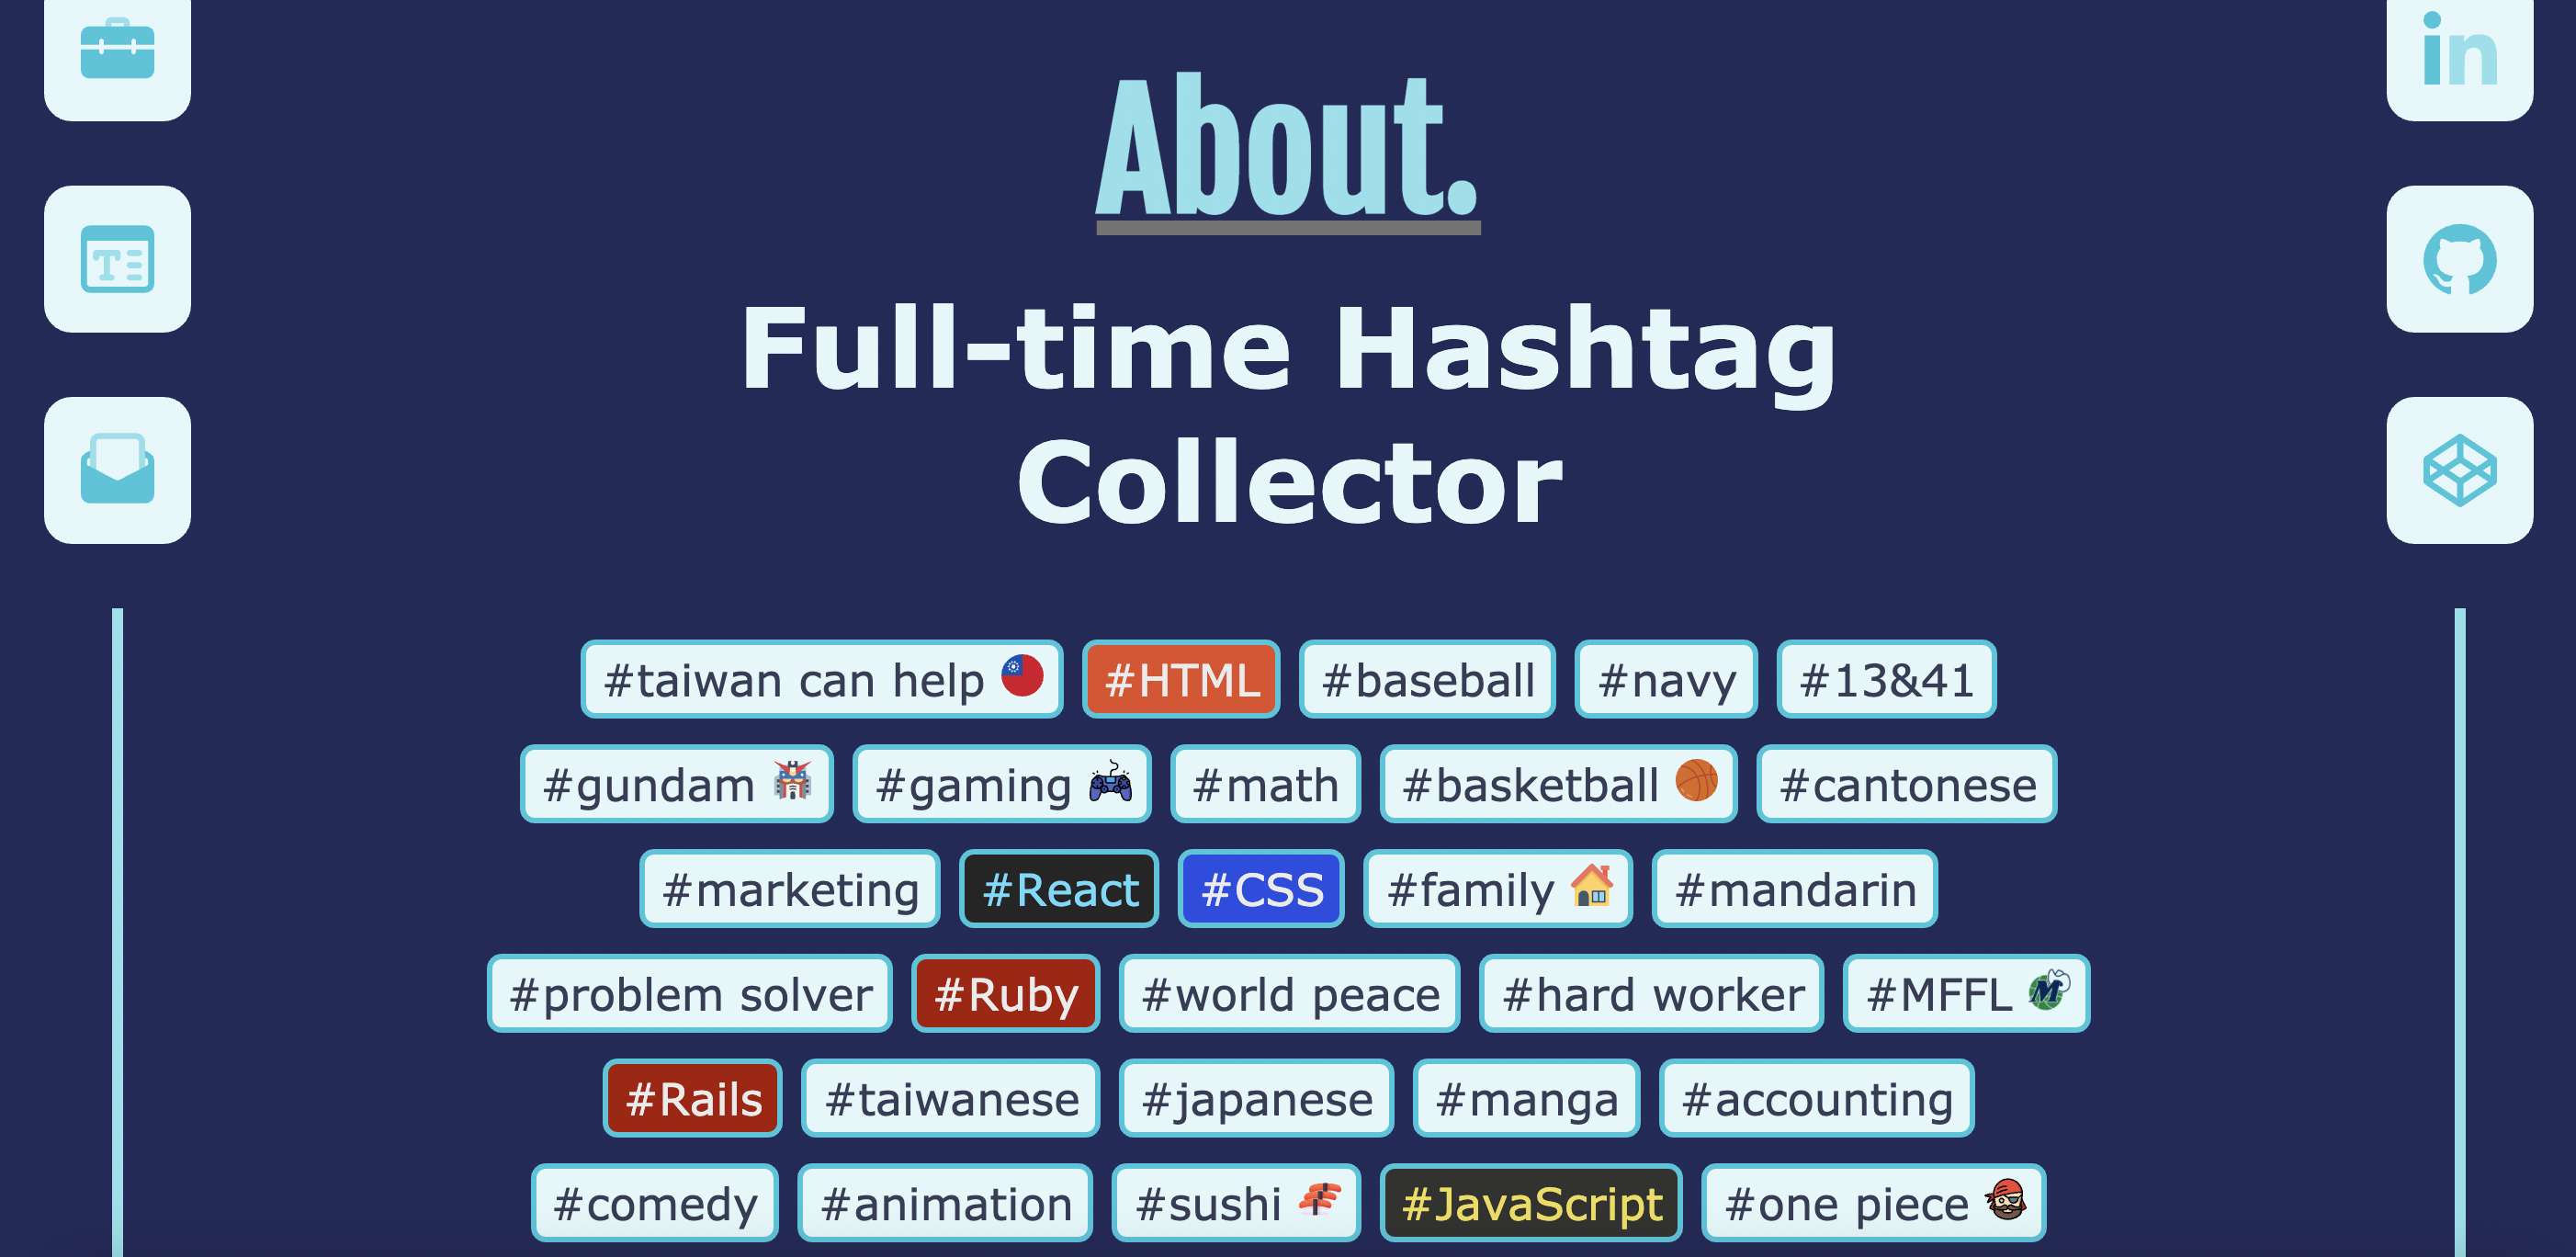 About.
Full-time Hashtag
Collector
#taiwan can help #HTML #baseball #navy #13&41
#gundam #gaming #math #basketball #cantonese
#marketing #React #CSS #family #mandarin
#problem solver #Ruby #world peace #hard worker #MFFL
#Rails #taiwanese #japanese #manga #accounting
#comedy #animation #sushi #JavaScript #one piece